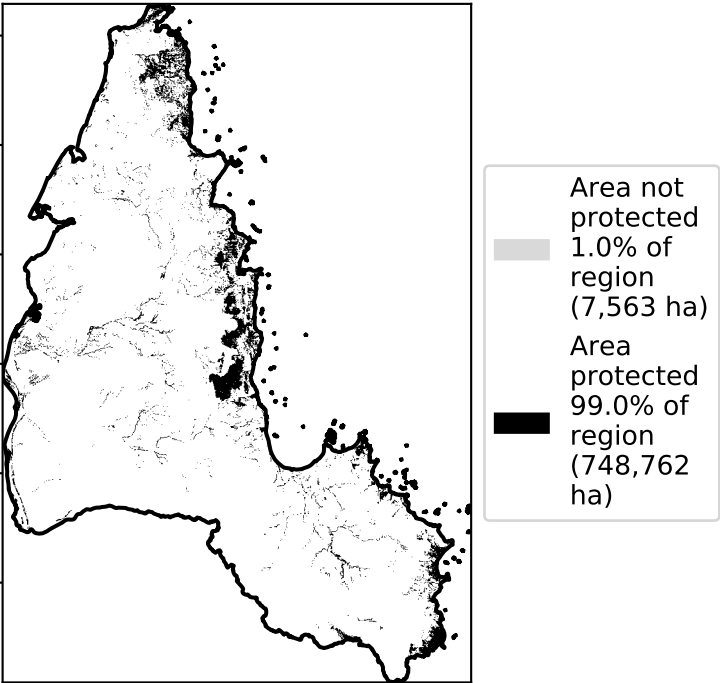 Area not
protected
1.0% of
region
(7,563 ha)
Area
protected
99.0% of
region
(748,762
ha)